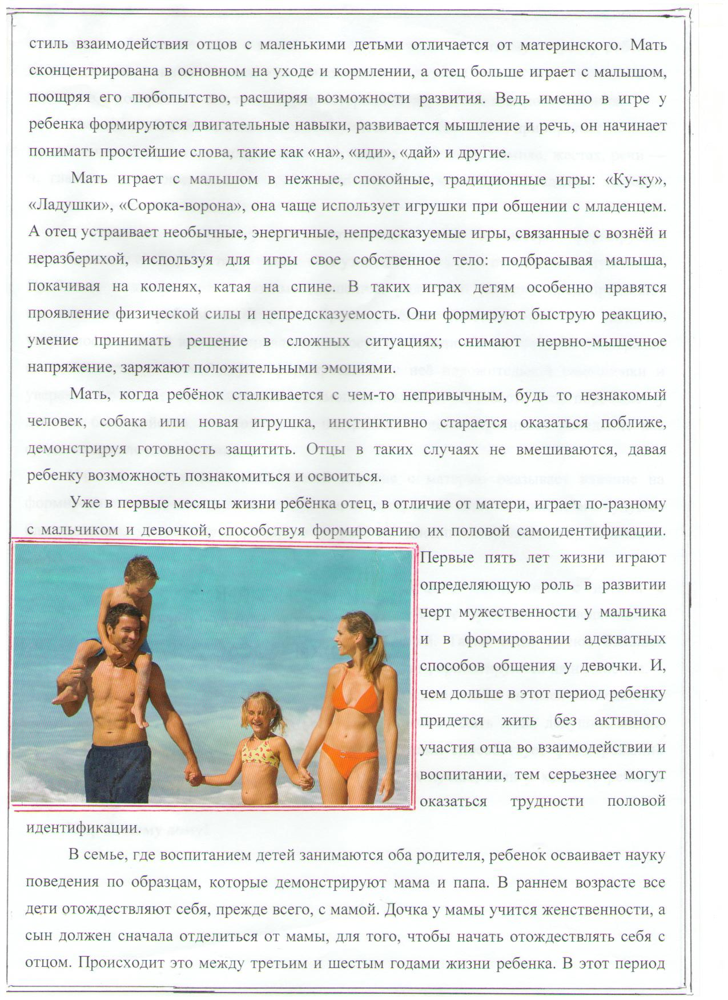 стиль взаимодействия отцов с маленькими детьми отличается от материнского. Мать
сконцентрирована в основном на уходе и кормлении, а отец больше играет с малышом,
поощряя его любопытство, расширяя возможности развития. Ведь именно в игре у
ребенка формируются двигательные навыки, развивается мышление и речь, он начинает
понимать простейшие слова, такие как «на», «иди», «дай» и другие.
Мать играет с малышом в нежные, спокойные, традиционные игры: «Ку-ку»,
«Ладушки», «Сорока-ворона», она чаще использует игрушки при общении с младенцем.
А отец устраивает необычные, энергичные, непредсказуемые игры, связанные с вознёй и
неразберихой, используя для игры свое собственное тело: подбрасывая малыша,
покачивая на коленях, катая на спине. В таких играх детям особенно нравятся
проявление физической силы и непредсказуемость. Они формируют быструю реакцию,
умение принимать решение в сложных ситуациях; снимают нервно-мышечное
напряжение, заряжают положительными эмоциями.
Мать, когда ребёнок сталкивается с чем-то непривычным, будь то незнакомый
человек, собака или новая игрушка, инстинктивно старается оказаться поближе,
демонстрируя готовность защитить. Отцы в таких случаях не вмешиваются, давая
ребенку возможность познакомиться и освоиться.
Уже в первые месяцы жизни ребёнка отец, в отличие от матери, играет по-разному
с мальчиком и девочкой, способствуя формированию их половой самоидентификации.
Первые пять лет жизни играют
определяющую роль в развитии
черт мужественности у мальчика
и в формировании адекватных
способов общения у девочки. И,
чем дольше в этот период ребенку
придется жить без активного
участия отца во взаимодействии и
воспитании, тем серьезнее могут
оказаться трудности половой
идентификации.
В семье, где воспитанием детей занимаются оба родителя, ребенок осваивает науку
поведения по образцам, которые демонстрируют мама и папа. В раннем возрасте все
дети отождествляют себя, прежде всего, с мамой. Дочка у мамы учится женственности, а
сын должен сначала отделиться от мамы, для того, чтобы начать отождествлять себя с
отцом. Происходит это между третьим и шестым годами жизни ребенка. В этот период